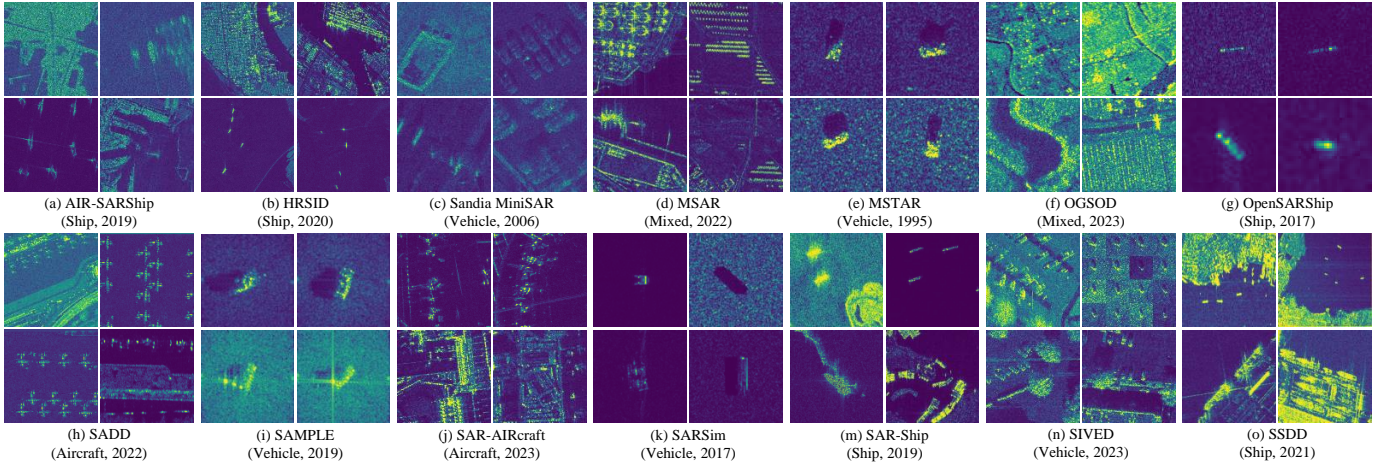 (a) AIR-SARShip
(Ship, 2019)
(b) HRSID
(Ship, 2020)
(c) Sandia MiniSAR
(Vehicle, 2006)
(d) MSAR
(Mixed, 2022)
(e) MSTAR
(Vehicle, 1995)
(f) OGSOD
(Mixed, 2023)
(g) OpenSARShip
(Ship, 2017)
(h) SADD
(Aircraft, 2022)
(i) SAMPLE
(Vehicle, 2019)
(j) SAR-AIRcraft
(Aircraft, 2023)
(k) SARSim
(Vehicle, 2017)
(m) SAR-Ship
(Ship, 2019)
(n) SIVED
(Vehicle, 2023)
(o) SSDD
(Ship, 2021)